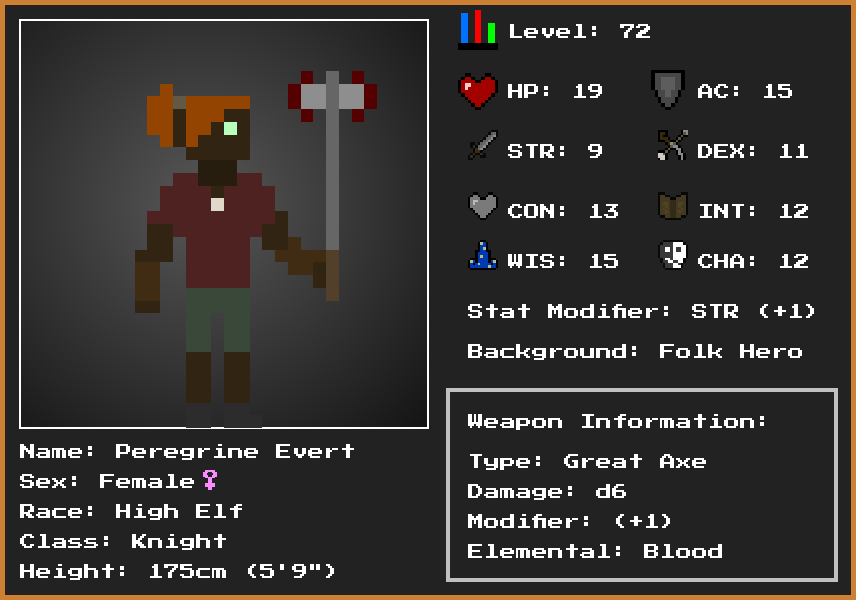 Level: 72
HP: 19
AC: 15
STR: 9
DEX: 11
CON: 13
INT: 12
WIS: 15
CHA: 12
Stat Modifier: STR (+1)
Background: Folk Hero
Weapon Information:
Type: Great Axe
Damage: d6
Modifier: (+1)
Elemental: Blood
Name: Peregrine Evert
Sex: Female♀
Race: High Elf
Class: Knight
Height: 175cm (5'9")